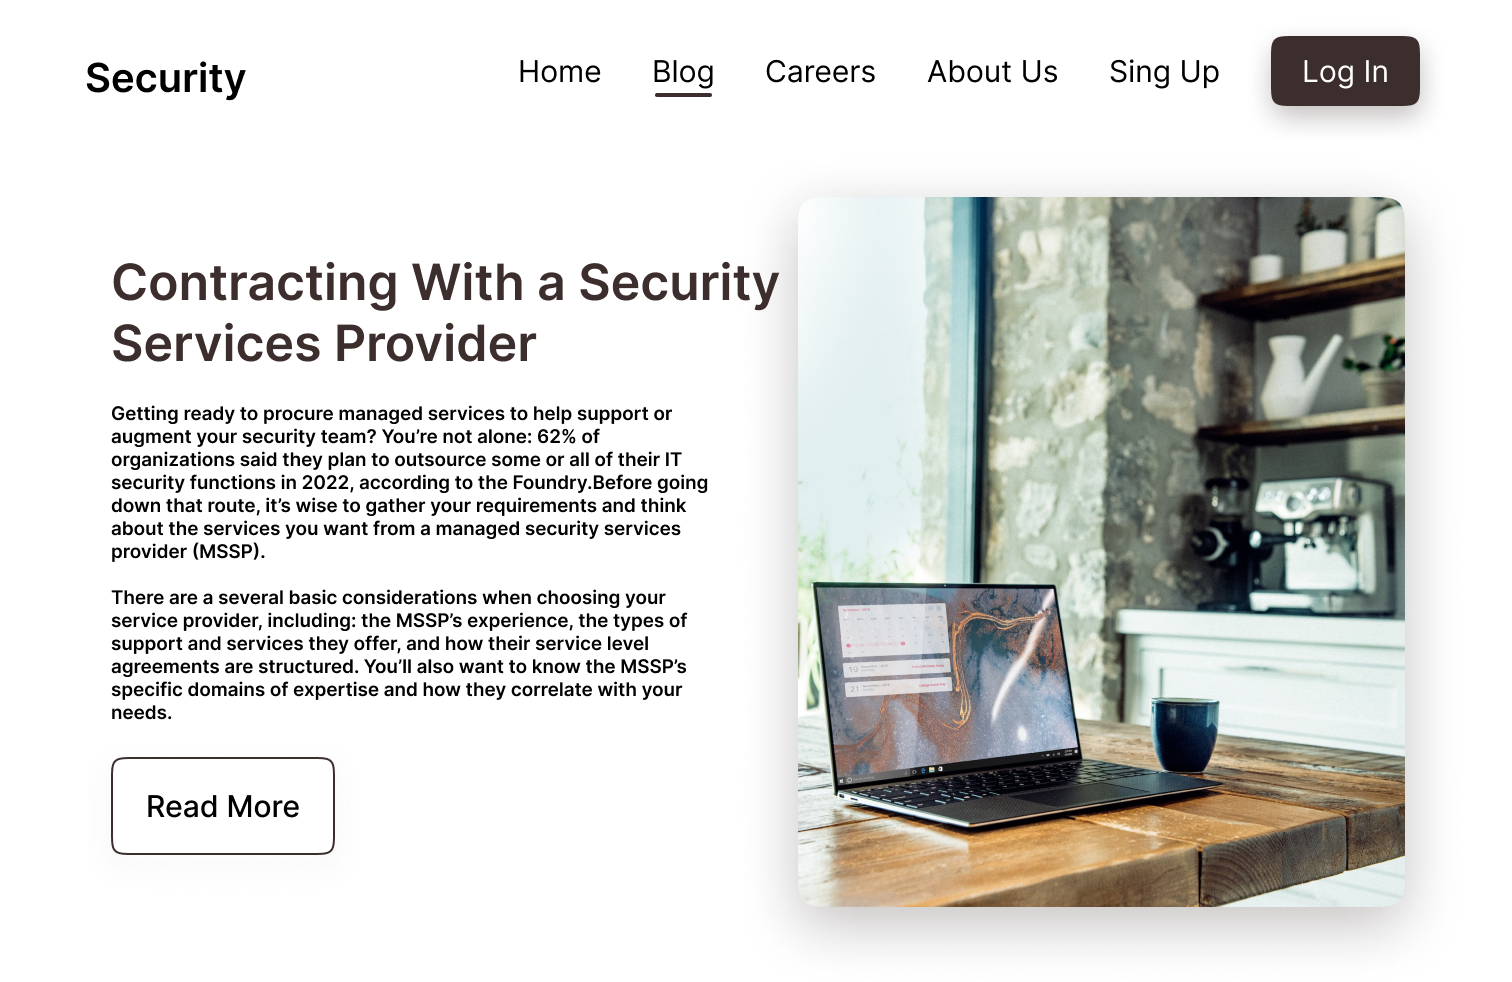 Security
Home Blog Careers About Us Sing Up Log In
Contracting With a Security
Services Provider
Getting ready to procure managed services to help support or
augment your security team? You’re not alone: 62% of
organizations said they plan to outsource some or all of their IT
security functions in 2022, according to the Foundry.Before going
down that route, it’s wise to gather your requirements and think
about the services you want from a managed security services
provider (MSSP).
There are a several basic considerations when choosing your
service provider, including: the MSSP’s experience, the types of
support and services they offer, and how their service level
agreements are structured. You’ll also want to know the MSSP’s
specific domains of expertise and how they correlate with your
needs.
Read More
19
21